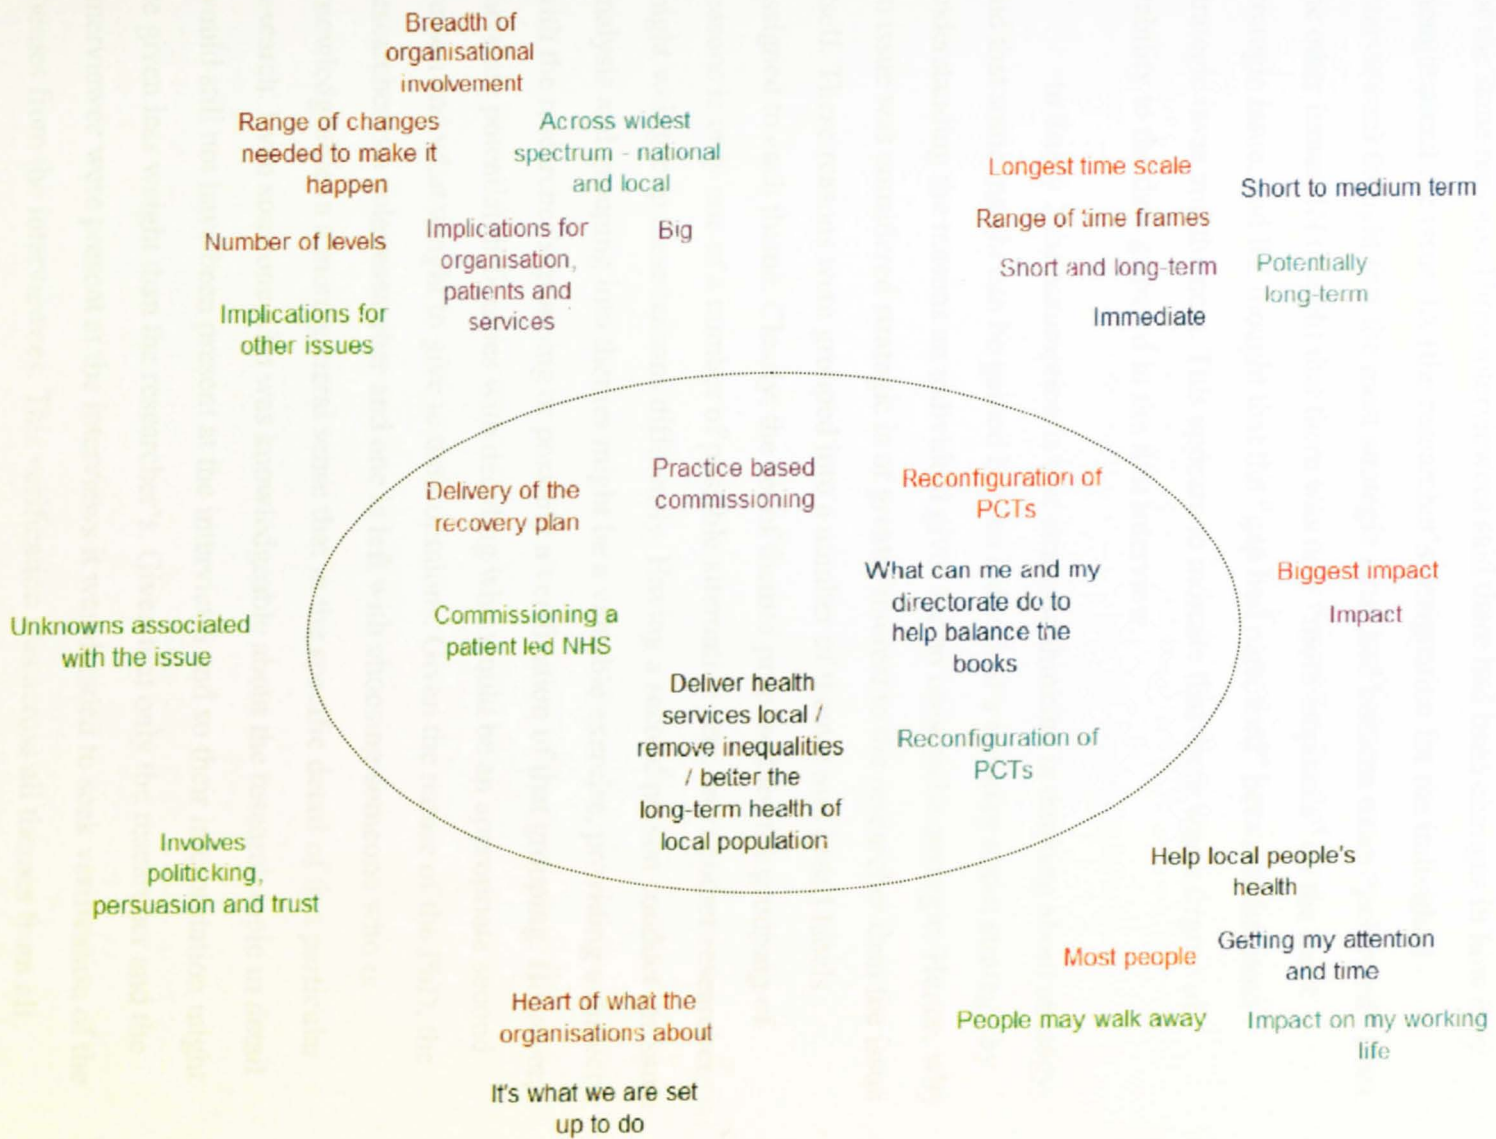 Breadth of
organisational
involvement
Range of changes
needed to make it
happen
Across widest
spectrum - national
and local
Number of levels
Implications for
organisation,
patients and
services
Big
Implications for
other issues
Longest time scale
Short to medium term
Range of time frames
Snort and long-term
Potentially
long-term
Immediate
Delivery of the
recovery plan
Practice based
commissioning
Reconfiguration of
PCTs
What can me and my
directorate do to
help balance the
books
Commissioning a
patient led NHS
Deliver health
services local /
remove inequalities
/ better the
long-term health of
local population
Reconfiguration of
PCTs
Biggest impact
Impact
Unknowns associated
with the issue
Involves
politicking,
persuasion and trust
Help local people's
health
Most people
Getting my attention
and time
People may walk away
Impact on my working
life
Heart of what the
organisations about
It's what we are set
up to do